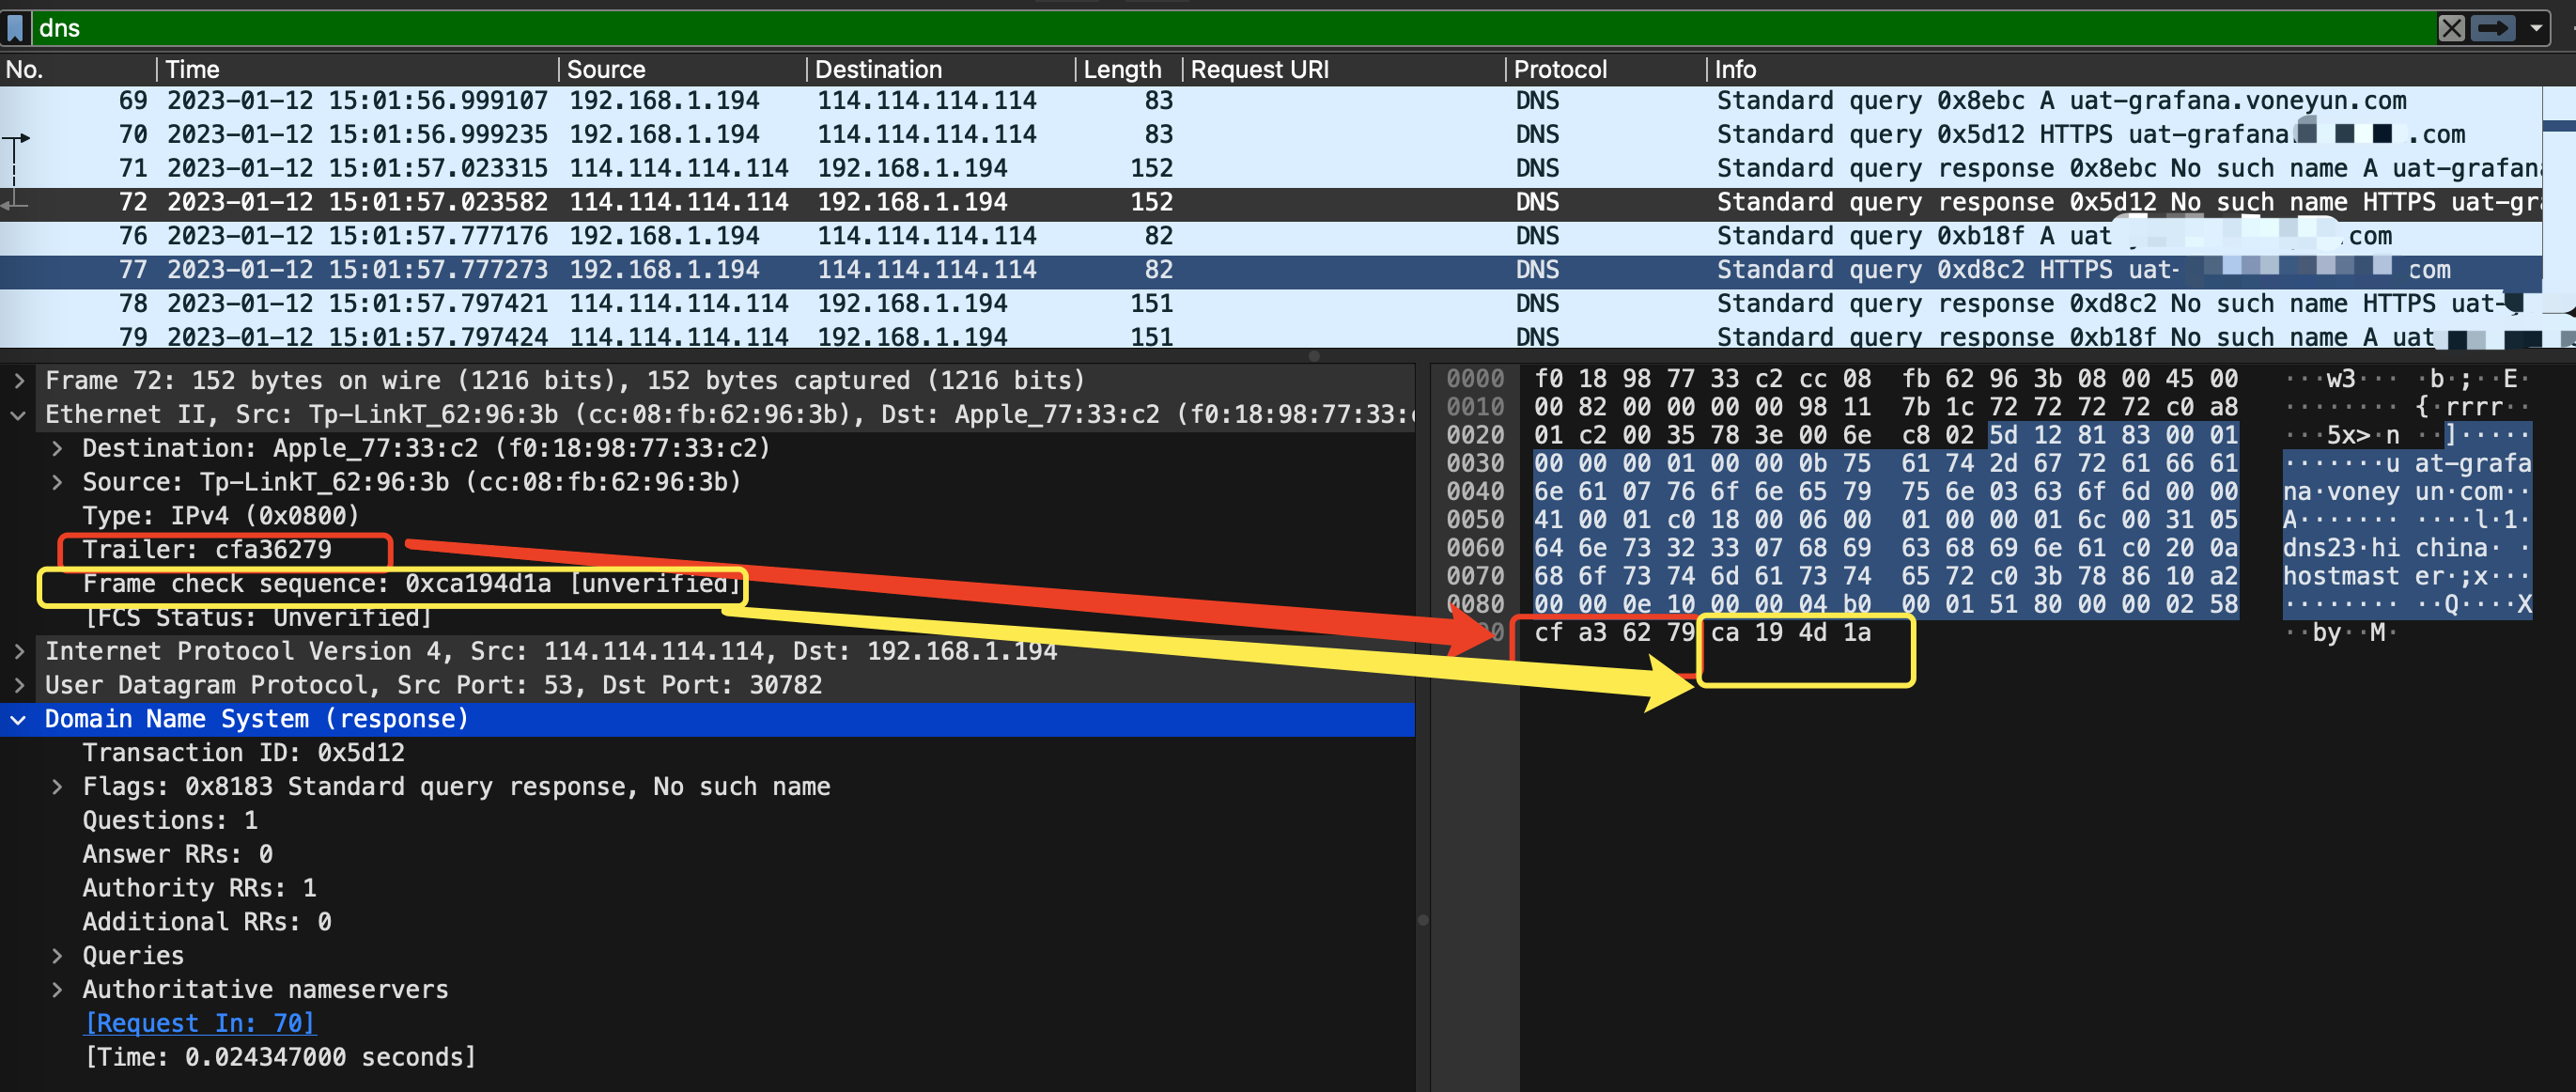 dns
No. Time Source Destination Length Request URI Protocol Info
69 2023-01-12 15:01:56.999107 192.168.1.194 114.114.114.114 83 DNS Standard query 0x8ebc A uat-grafana.voneyun.com
70 2023-01-12 15:01:56.999235 192.168.1.194 114.114.114.114 83 DNS Standard query 0x5d12 HTTPS uat-grafana .com
71 2023-01-12 15:01:57.023315 114.114.114.114 192.168.1.194 152 DNS Standard query response 0x8ebc No such name A uat-grafan
72 2023-01-12 15:01:57.023582 114.114.114.114 192.168.1.194 152 DNS Standard query response 0x5d12 No such name HTTPS uat-gr
76 2023-01-12 15:01:57.777176 192.168.1.194 114.114.114.114 82 DNS Standard query 0xb18f A uat com
77 2023-01-12 15:01:57.777273 192.168.1.194 114.114.114.114 82 DNS Standard query 0xd8c2 HTTPS uat- com
78 2023-01-12 15:01:57.797421 114.114.114.114 192.168.1.194 151 DNS Standard query response 0xd8c2 No such name HTTPS uat-
79 2023-01-12 15:01:57.797424 114.114.114.114 192.168.1.194 151 DNS Standard query response 0xb18f No such name A uat
Frame 72: 152 bytes on wire (1216 bits), 152 bytes captured (1216 bits)
Ethernet II, Src: Tp-LinkT_62:96:3b (cc:08:fb:62:96:3b), Dst: Apple_77:33:c2 (f0:18:98:77:33:
Destination: Apple_77:33:c2 (f0:18:98:77:33:c2)
Source: Tp-LinkT_62:96:3b (cc:08:fb:62:96:3b)
Type: IPv4 (0x0800)
Trailer: cfa36279
Frame check sequence: 0xca194d1a [unverified]
[FCS Status: Unverified]
Internet Protocol Version 4, Src: 114.114.114.114, Dst: 192.168.1.194
User Datagram Protocol, Src Port: 53, Dst Port: 30782
Domain Name System (response)
Transaction ID: 0x5d12
Flags: 0x8183 Standard query response, No such name
Questions: 1
Answer RRs: 0
Authority RRs: 1
Additional RRs: 0
Queries
Authoritative nameservers
[Request In: 70]
[Time: 0.024347000 seconds]
0000 f0 18 98 77 33 c2 cc 08 fb 62 96 3b 08 00 45 00 ···w3··· ·b·;··E·
0010 00 82 00 00 00 00 98 11 7b 1c 72 72 72 72 c0 a8 ········ {·rrrr··
0020 01 c2 00 35 78 3e 00 6e c8 02 5d 12 81 83 00 01 ···5x>·n ··]·····
0030 00 00 00 01 00 00 0b 75 61 74 2d 67 72 61 66 61 ·······u at-grafa
0040 6e 61 07 76 6f 6e 65 79 75 6e 03 63 6f 6d 00 00 na·voney un·com··
0050 41 00 01 c0 18 00 06 00 01 00 00 01 6c 00 31 05 A······· ····l·1·
0060 64 6e 73 32 33 07 68 69 63 68 69 6e 61 c0 20 0a dns23·hi china· ·
0070 68 6f 73 74 6d 61 73 74 65 72 c0 3b 78 86 10 a2 hostmast er·;x···
0080 00 00 0e 10 00 00 04 b0 00 01 51 80 00 00 02 58 ········ ··Q····X
cf a3 62 79 ca 19 4d 1a ··by··M·